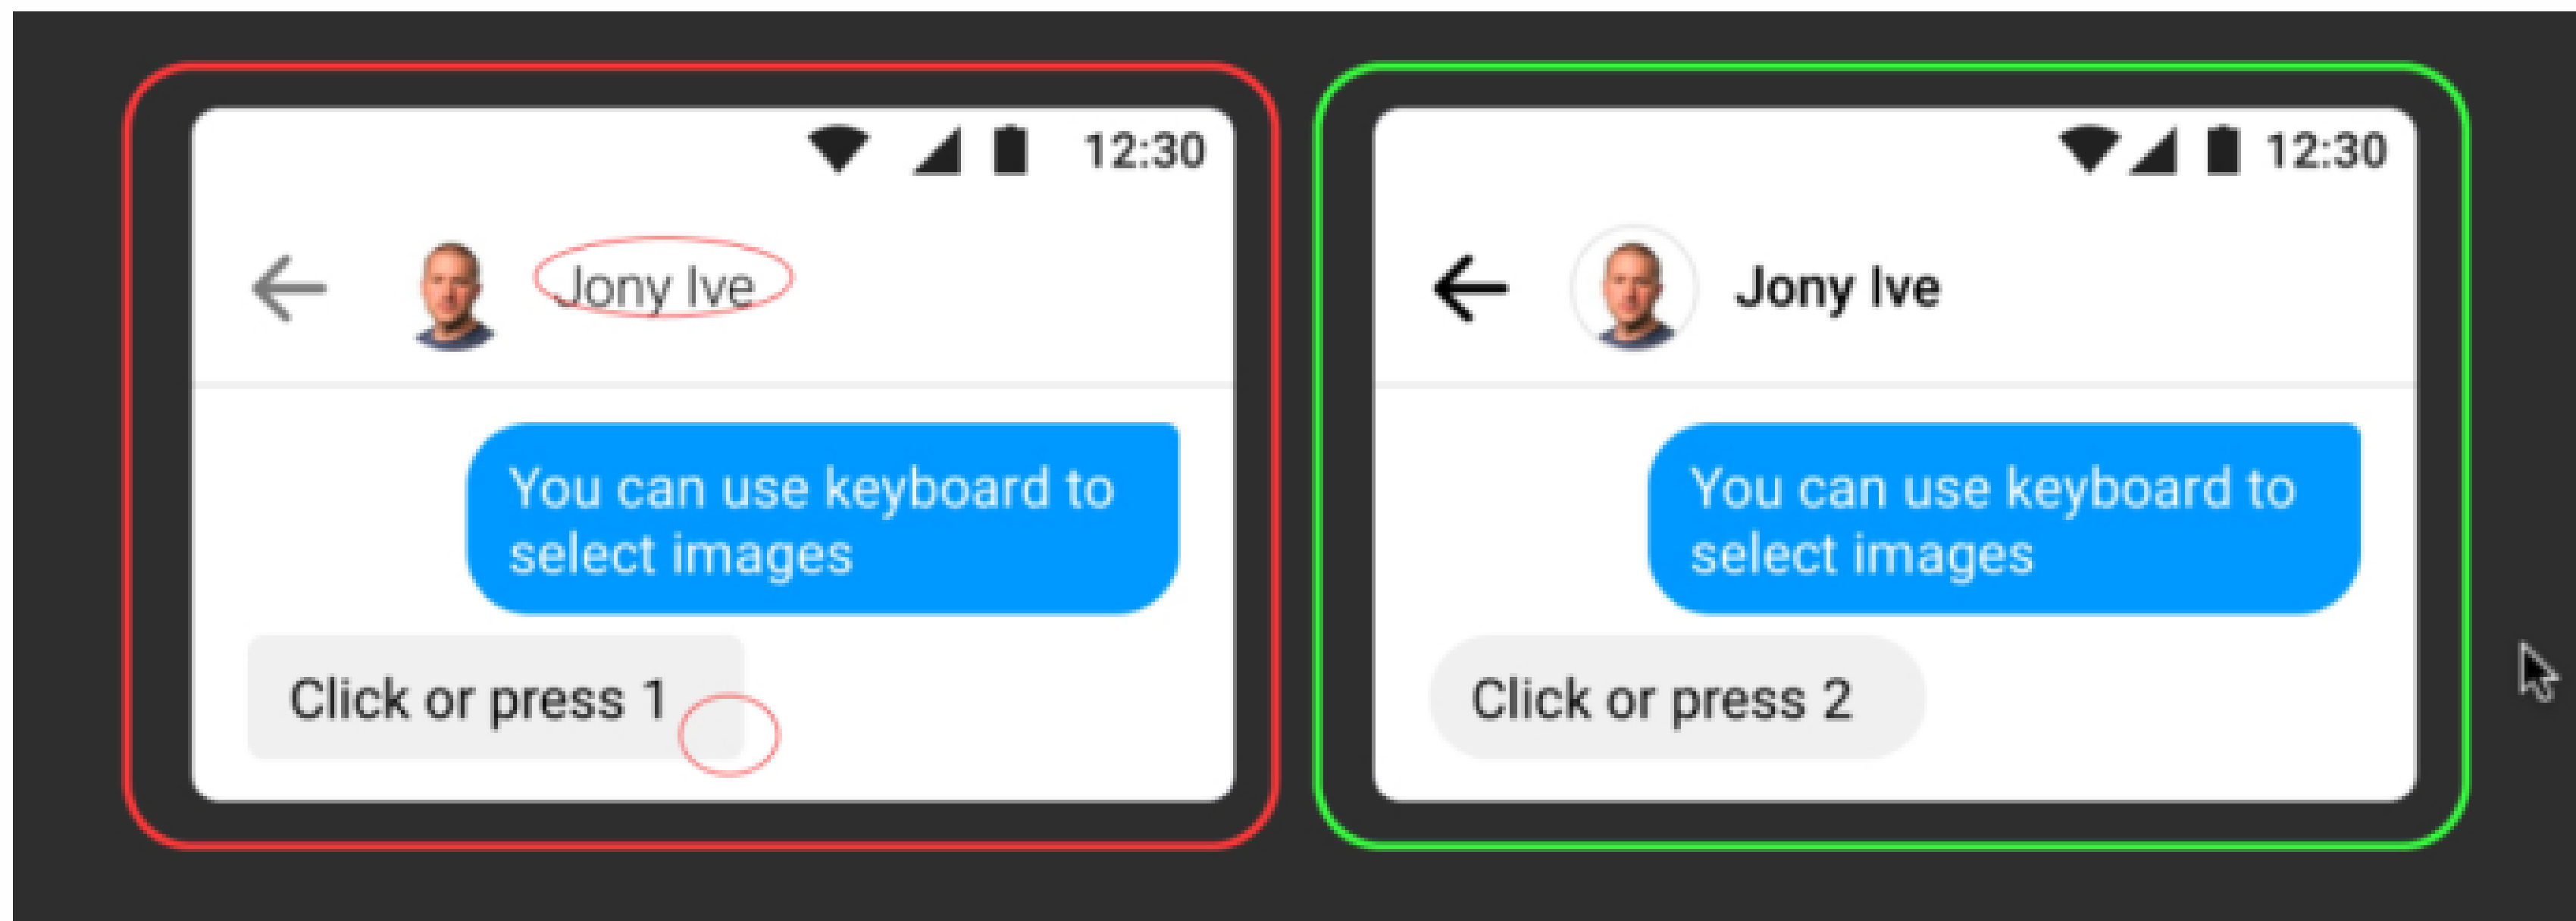 12:30
Jony Ive
You can use keyboard to
select images
Click or press 1
12:30
Jony Ive
You can use keyboard to
select images
Click or press 2